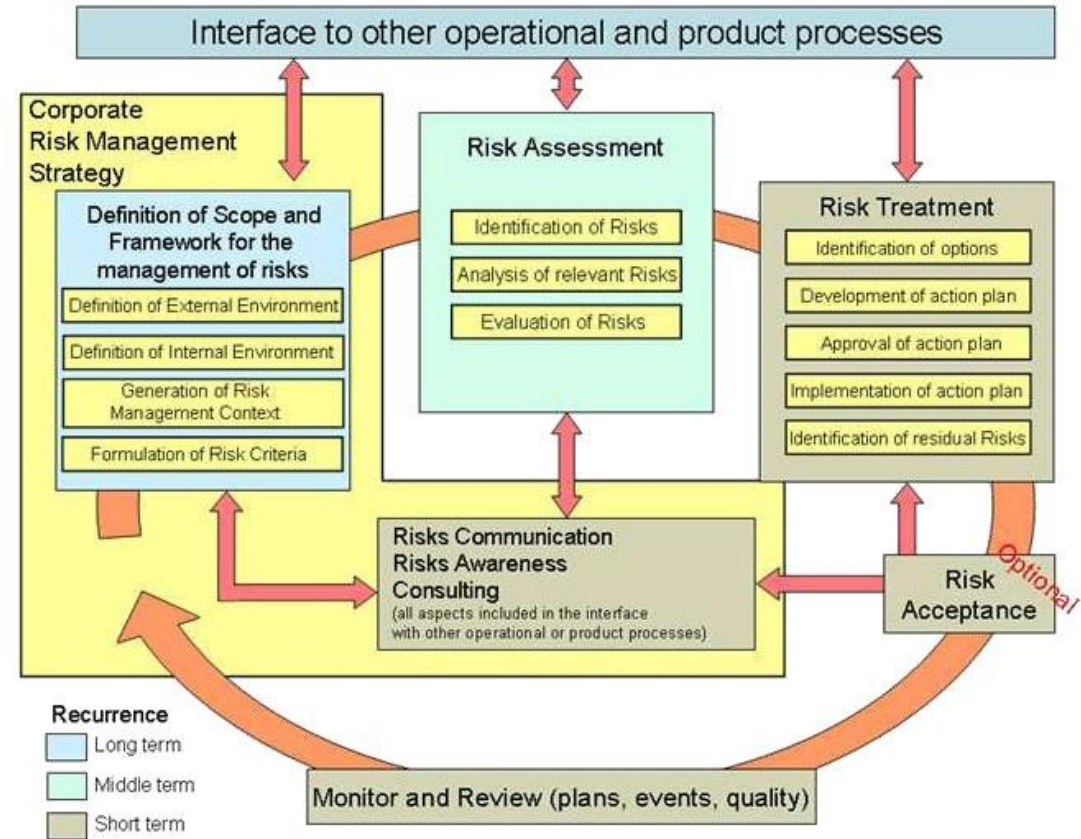 Interface to other operational and product processes
Corporate
Risk Management
Strategy
Definition of Scope and
Framework for the
management of risks
Definition of External Environment
Definition of Internal Environment
Generation of Risk
Management Context
Formulation of Risk Criteria
Risk Assessment
Identification of Risks
Analysis of relevant Risks
Evaluation of Risks
Risk Treatment
Identification of options
Development of action plan
Approval of action plan
Implementation of action plan
Identification of residual Risks
Risks Communication
Risks Awareness
Consulting
(all aspects included in the interface
with other operational or product processes)
Optional
Risk
Acceptance
Recurrence
Long term
Middle term
Short term
Monitor and Review (plans, events, quality)